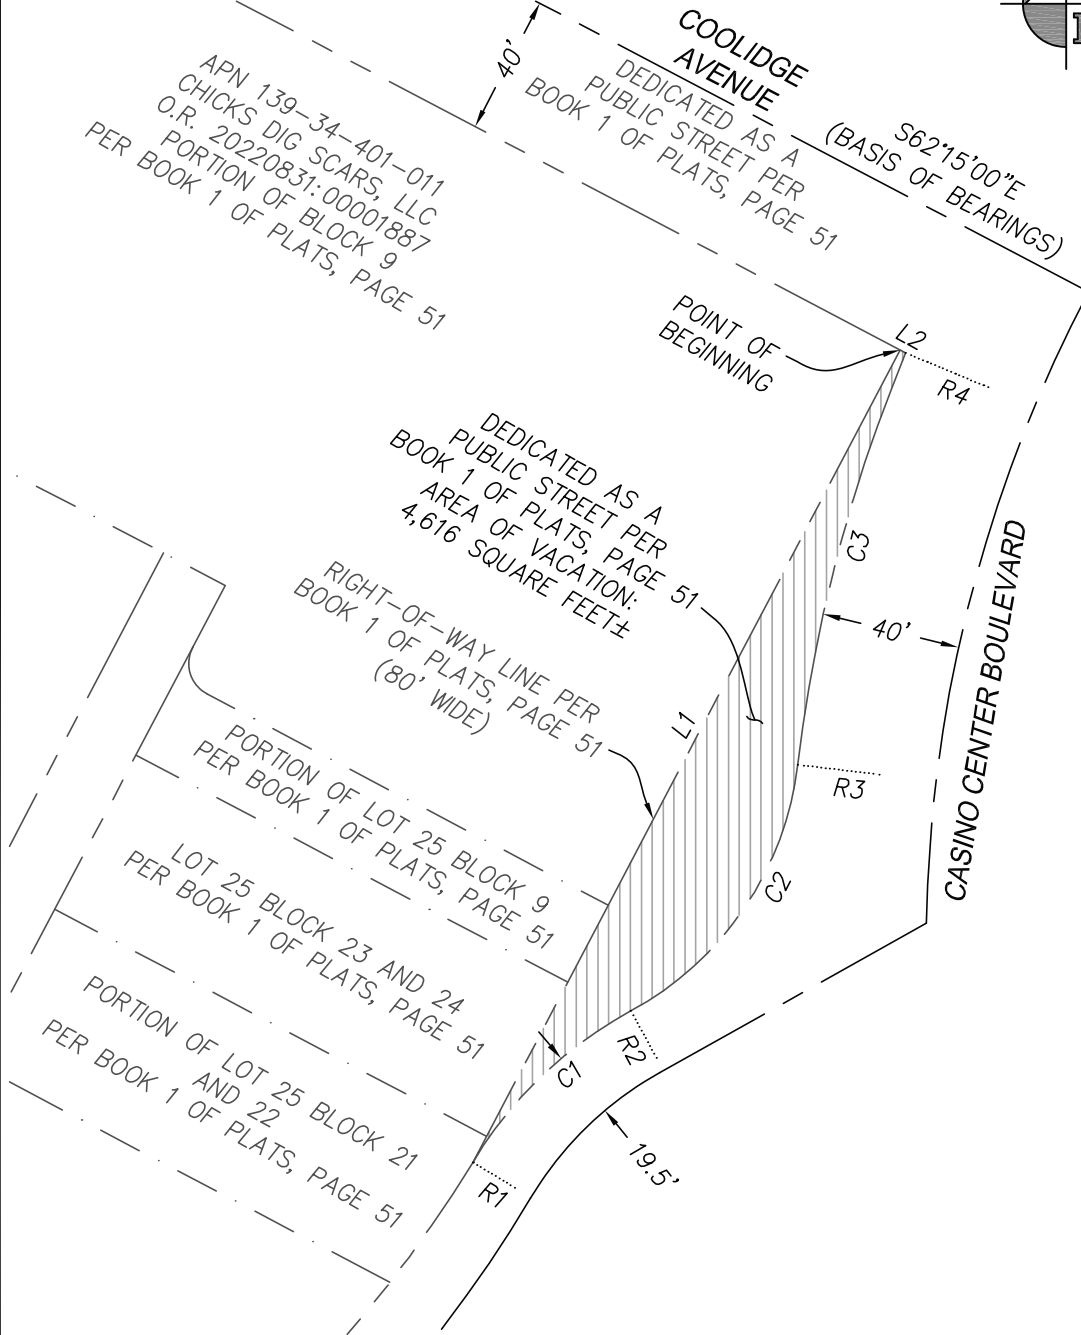 COOLIDGE
AVENUE
40'
DEDICATED AS A
PUBLIC STREET PER
BOOK 1 OF PLATS, PAGE 51
S62°15'00"E
(BASIS OF BEARINGS)
APN 139-34-401-011
CHICKS DIG SCARS, LLC
O.R. 20220831:00001887
PORTION OF BLOCK 9
PER BOOK 1 OF PLATS, PAGE 51
POINT OF
BEGINNING
L2
R4
DEDICATED AS A
PUBLIC STREET PER
BOOK 1 OF PLATS, PAGE 51
AREA OF VACATION:
4,616 SQUARE FEET±
C3
40'
CASINO CENTER BOULEVARD
RIGHT-OF-WAY LINE PER
BOOK 1 OF PLATS, PAGE 51
(80' WIDE)
L1
R3
PORTION OF LOT 25 BLOCK 9
PER BOOK 1 OF PLATS, PAGE 51
C2
LOT 25 BLOCK 23 AND 24
PER BOOK 1 OF PLATS, PAGE 51
R2
C1
PORTION OF LOT 25 BLOCK 21
AND 22
PER BOOK 1 OF PLATS, PAGE 51
R1
19.5'